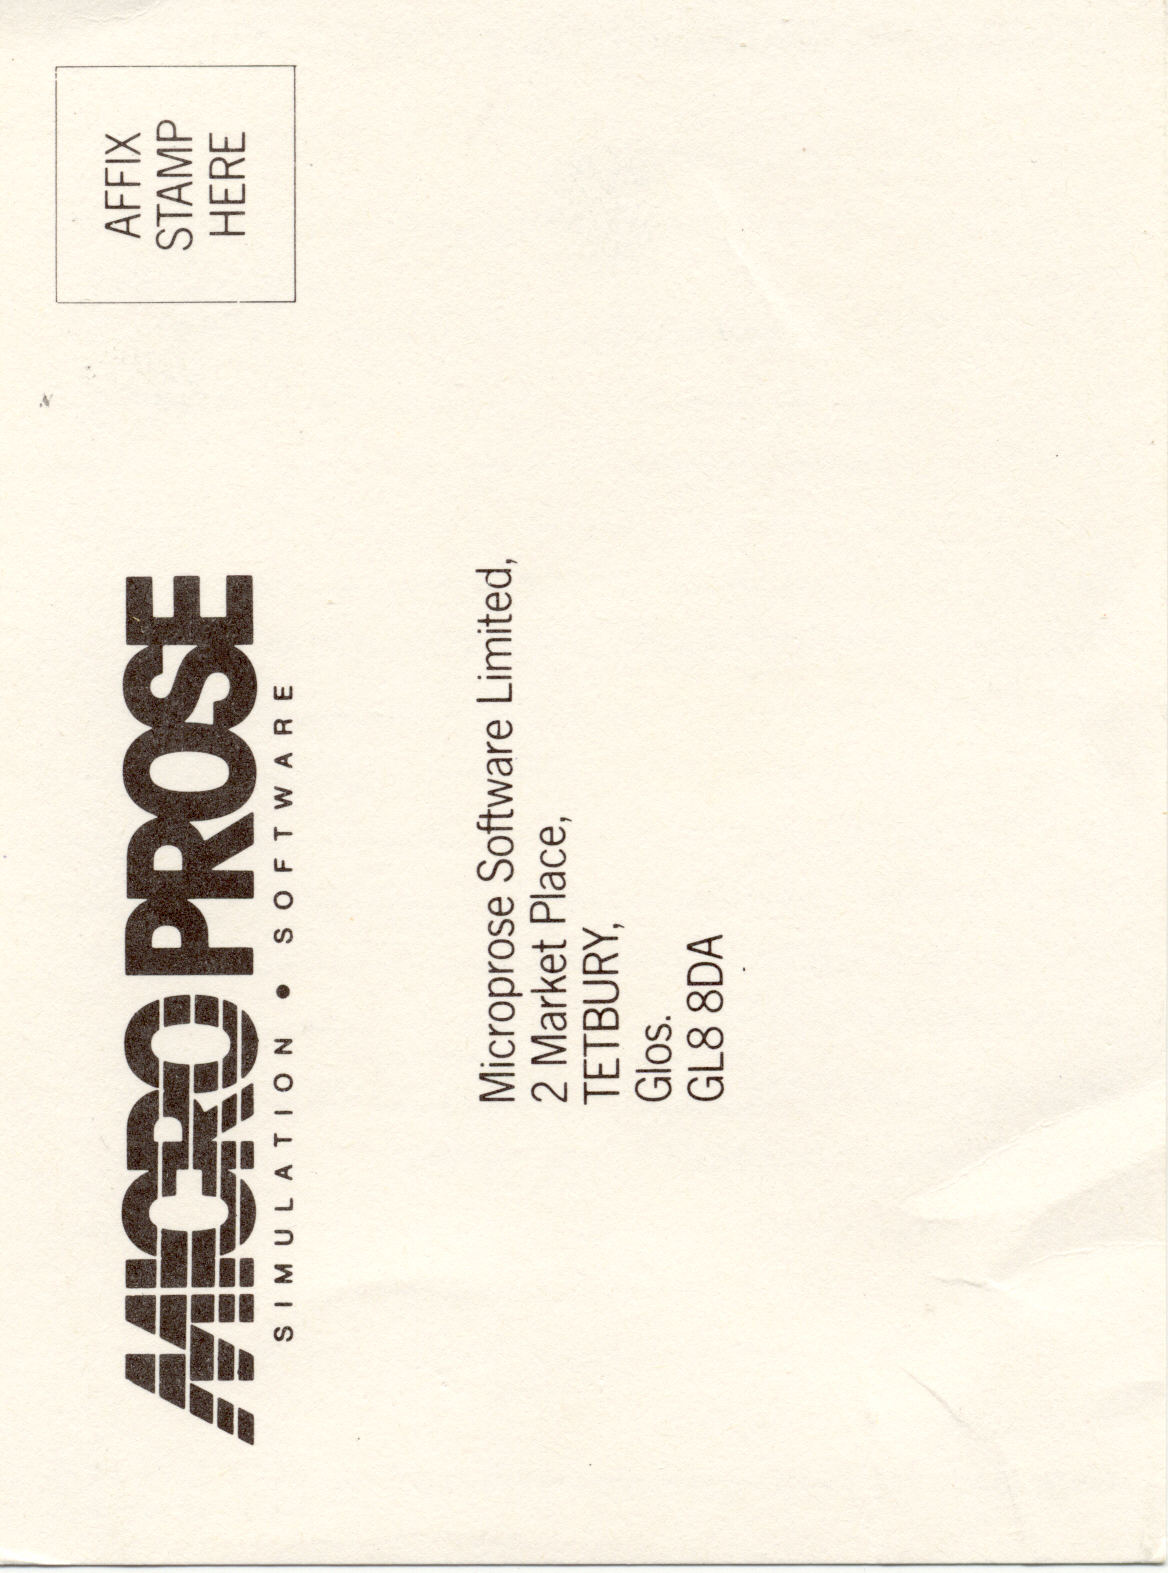 MICRO PROSE
SIMULATION • SOFTWARE
AFFIX
STAMP
HERE
Microprose Software Limited,
2 Market Place,
TETBURY,
Glos.
GL8 8DA